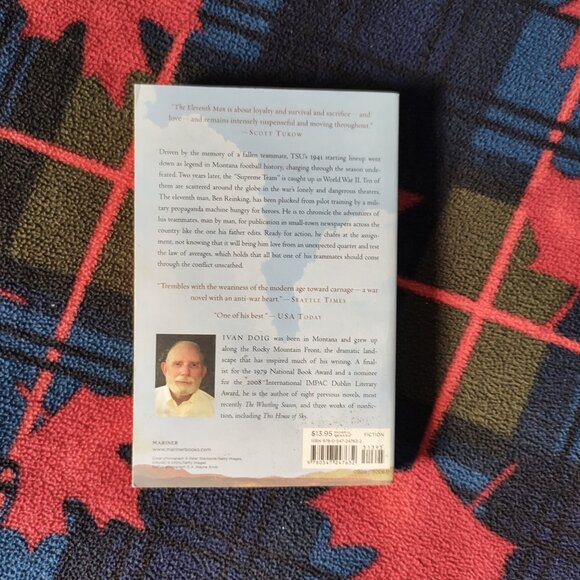 "The Eleventh Man is about loyalty and survival and sacrifice—and
love—and remains intensely suspenseful and moving throughout."
—SCOTT TUROW
Driven by the memory of a fallen teammate, TSU's 1941 starting lineup went
down as legend in Montana football history, charging through the season unde-
feated. Two years later, the "Supreme Team" is caught up in World War II. Ten of
them are scattered around the globe in the war's lonely and dangerous theaters.
The eleventh man, Ben Reinking, has been plucked from pilot training by a mili-
tary propaganda machine hungry for heroes. He is to chronicle the adventures of
his teammates, man by man, for publication in small-town newspapers across the
country like the one his father edits. Ready for action, he chafes at the assign-
ment, not knowing that it will bring him love from an unexpected quarter and test
the law of averages, which holds that all but one of his teammates should come
through the conflict unscathed.
"Trembles with the weariness of the modern age toward carnage—a war
novel with an anti-war heart."—SEATTLE TIMES
"One of his best."—USA TODAY
IVAN DOIG was born in Montana and grew up
along the Rocky Mountain Front, the dramatic land-
scape that has inspired much of his writing. A final-
ist for the 1979 National Book Award and a nominee
for the 2008 International IMPAC Dublin Literary
Award, he is the author of eight previous novels, most
recently The Whistling Season, and three works of nonfic-
tion, including This House of Sky.
MARINER
www.marinerbooks.com
$13.95
FICTION
ISBN 978-0-547-24763-2
51395
9 780547 247632